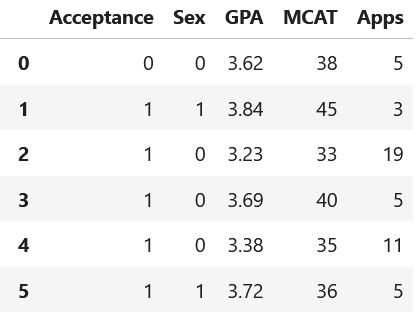 Acceptance Sex GPA MCAT Apps
0 0 0 3.62 38 5
1 1 1 3.84 45 3
2 1 0 3.23 33 19
3 1 0 3.69 40 5
4 1 0 3.38 35 11
5 1 1 3.72 36 5